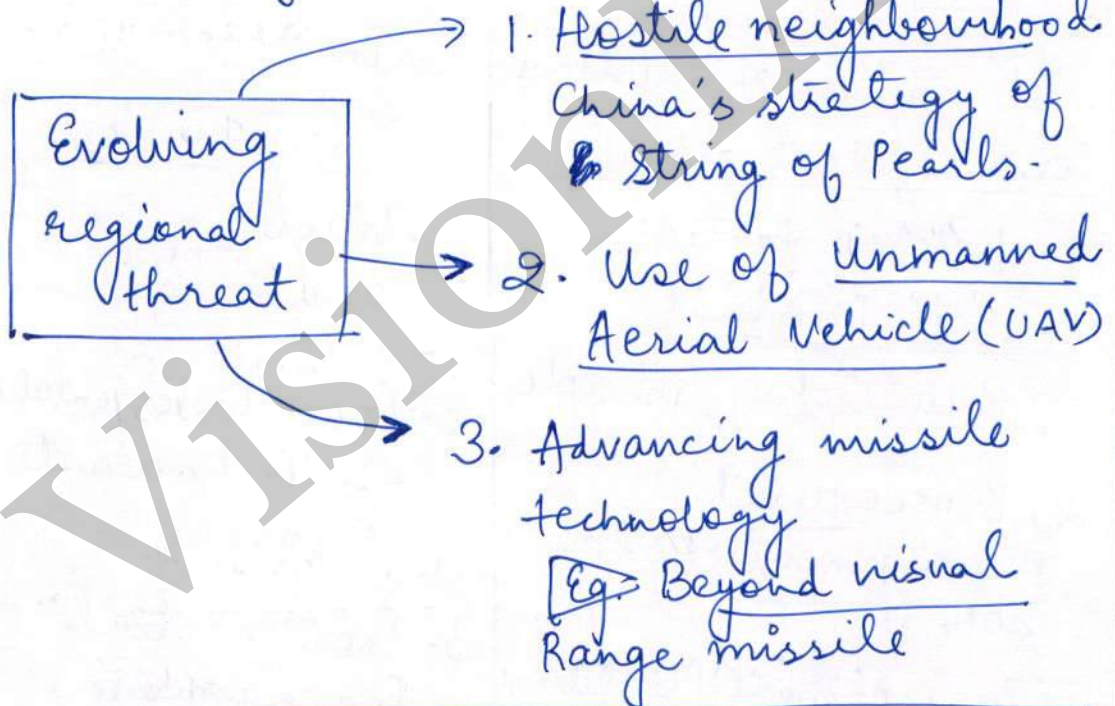 Evolving
regional
threat
1. Hostile neighbourhood
China's strategy of
String of Pearls.
2. Use of Unmanned
Aerial Vehicle (UAV)
3. Advancing missile
technology
Eg. Beyond visual
Range missile